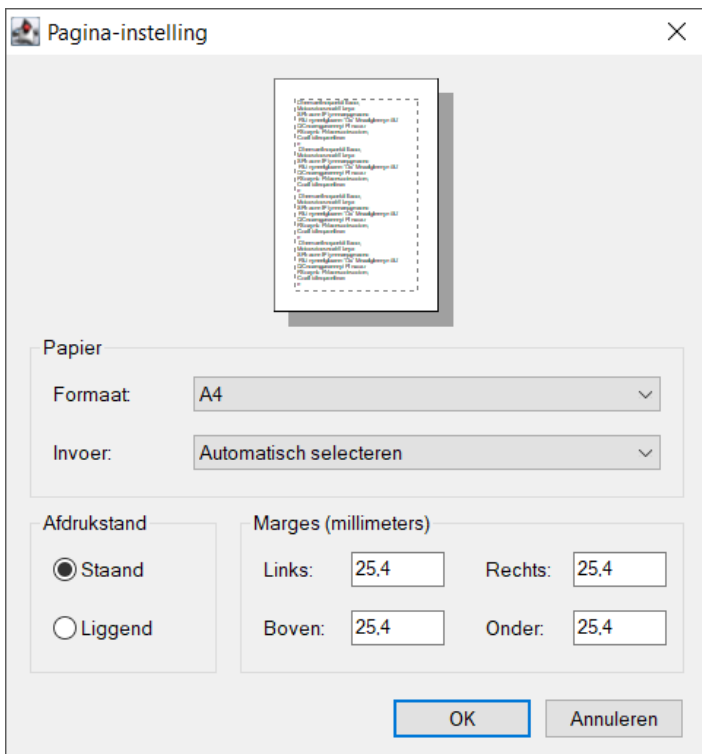 Pagina-instelling
Papier
Formaat:
A4
Invoer:
Automatisch selecteren
Afdrukstand
Staand
Liggend
Marges (millimeters)
Links: 25,4 Rechts: 25,4
Boven: 25,4 Onder: 25,4
OK Annuleren